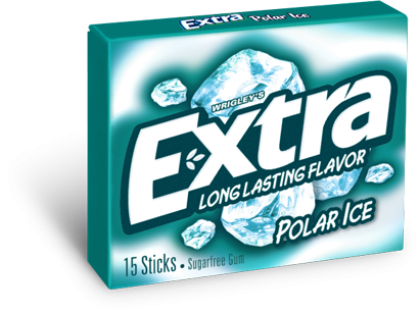 Extra Polar Ice
WRIGLEY'S
Extra
LONG LASTING FLAVOR
POLAR ICE
15 Sticks • Sugarfree Gum